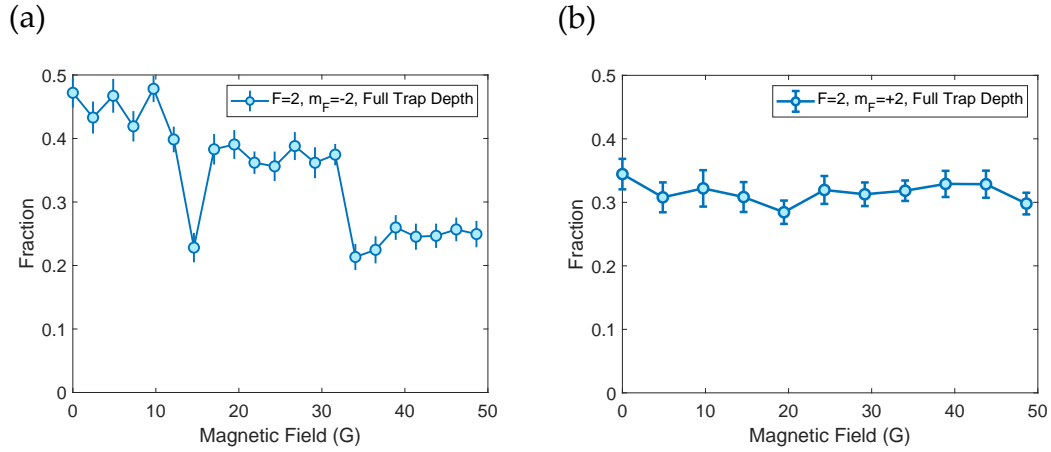 (a)
F=2, m_F=-2, Full Trap Depth
0.5
0.4
0.3
0.2
0.1
0
Fraction
0 10 20 30 40 50
Magnetic Field (G)
(b)
F=2, m_F=+2, Full Trap Depth
0.5
0.4
0.3
0.2
0.1
0
Fraction
0 10 20 30 40 50
Magnetic Field (G)